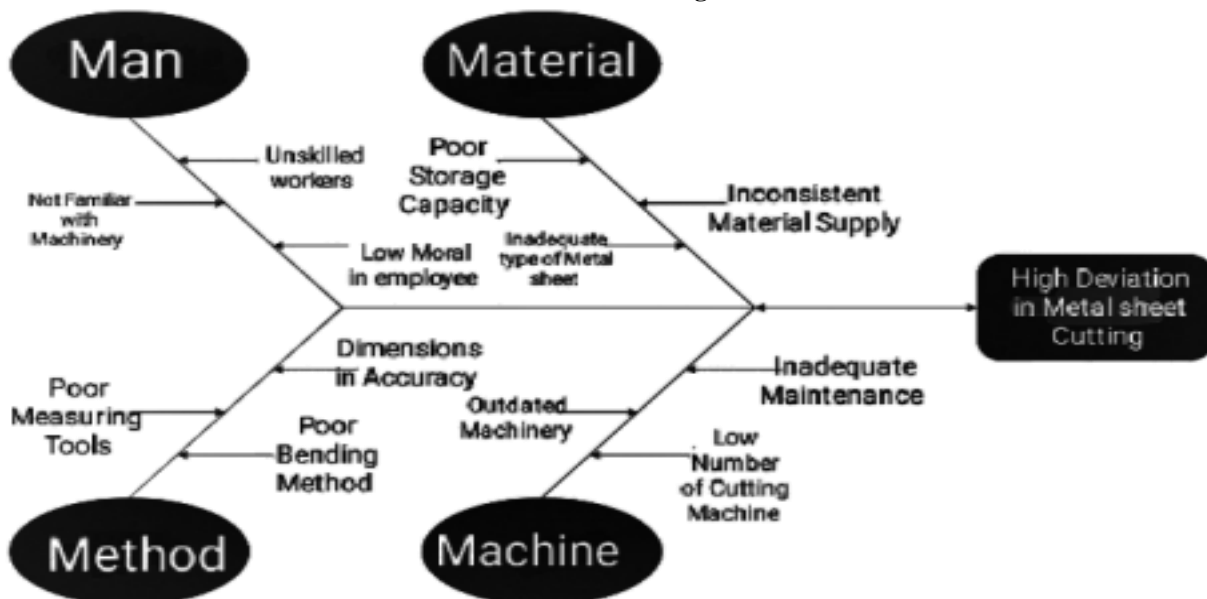 Man
Material
Unskilled
workers
Not Familiar
with
Machinery
Low Moral
in employee
Poor
Storage
Capacity
Inconsistent
Material Supply
Inadequate
type of Metal
sheet
High Deviation
in Metal sheet
Cutting
Dimensions
in Accuracy
Poor
Measuring
Tools
Poor
Bending
Method
Inadequate
Maintenance
Outdated
Machinery
Low
Number
of Cutting
Machine
Method
Machine